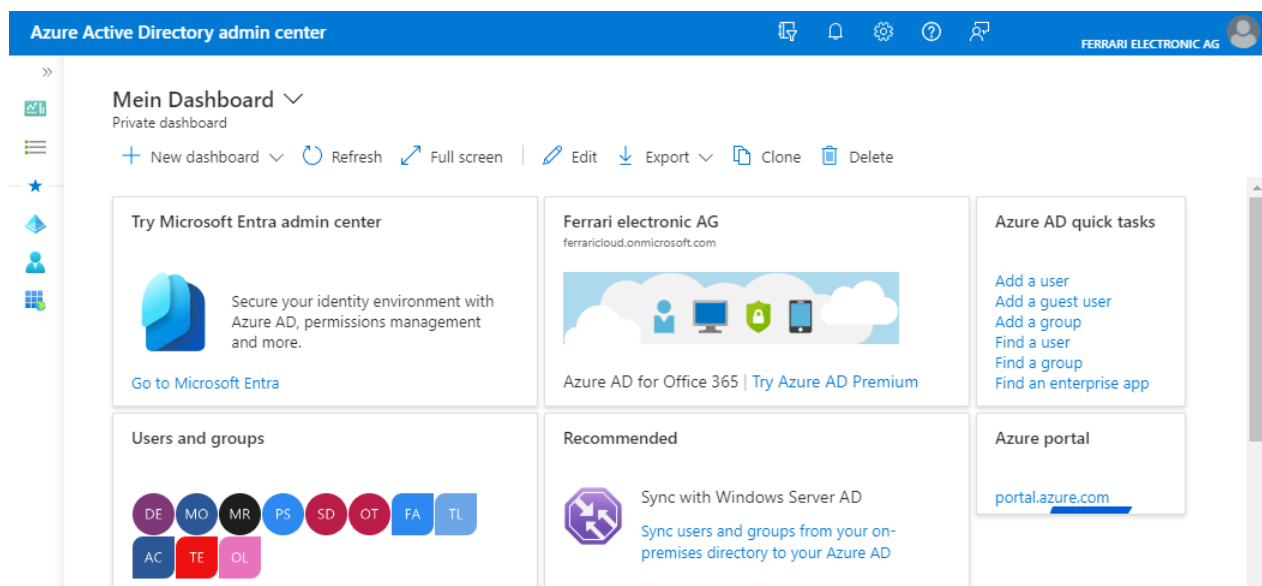 Azure Active Directory admin center
FERRARI ELECTRONIC AG
Mein Dashboard
Private dashboard
New dashboard Refresh Full screen Edit Export Clone Delete
Try Microsoft Entra admin center
Secure your identity environment with
Azure AD, permissions management
and more.
Go to Microsoft Entra
Ferrari electronic AG
ferraricloud.onmicrosoft.com
Azure AD for Office 365 | Try Azure AD Premium
Azure AD quick tasks
Add a user
Add a guest user
Add a group
Find a user
Find a group
Find an enterprise app
Users and groups
DE MO MR PS SD OT FA TL
AC TE OL
Recommended
Sync with Windows Server AD
Sync users and groups from your on-
premises directory to your Azure AD
Azure portal
portal.azure.com